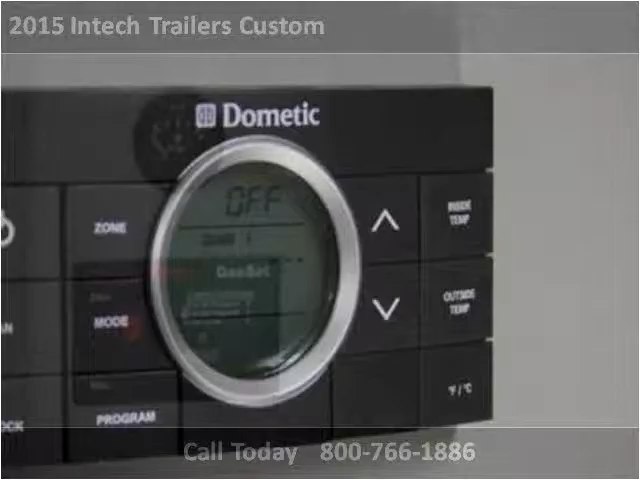 2015 Intech Trailers Custom
Dometic
OFF
ZONE
INSIDE
TEMP
MODE
OUTSIDE
TEMP
PROGRAM
°F / °C
Call Today 800-766-1886